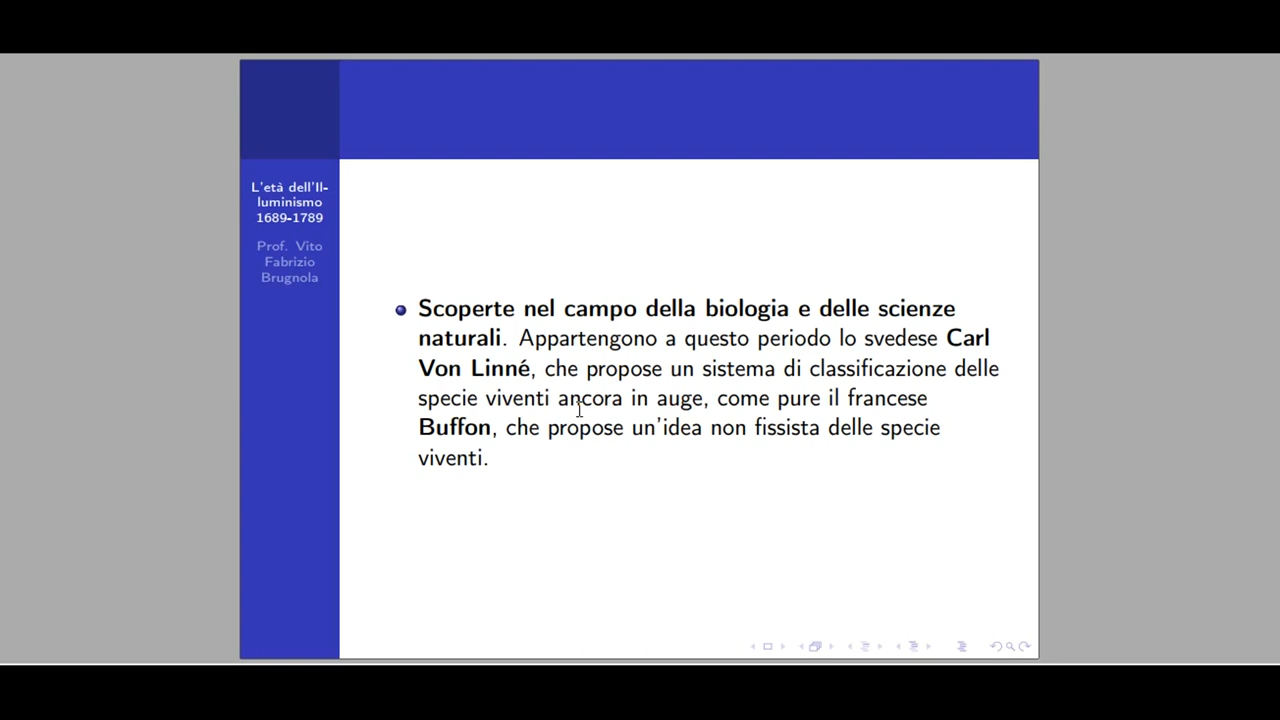 L'età dell'Il-
luminismo
1689-1789
Prof. Vito
Fabrizio
Brugnola
Scoperte nel campo della biologia e delle scienze
naturali. Appartengono a questo periodo lo svedese Carl
Von Linné, che propose un sistema di classificazione delle
specie viventi ancora in auge, come pure il francese
Buffon, che propose un'idea non fissista delle specie
viventi.